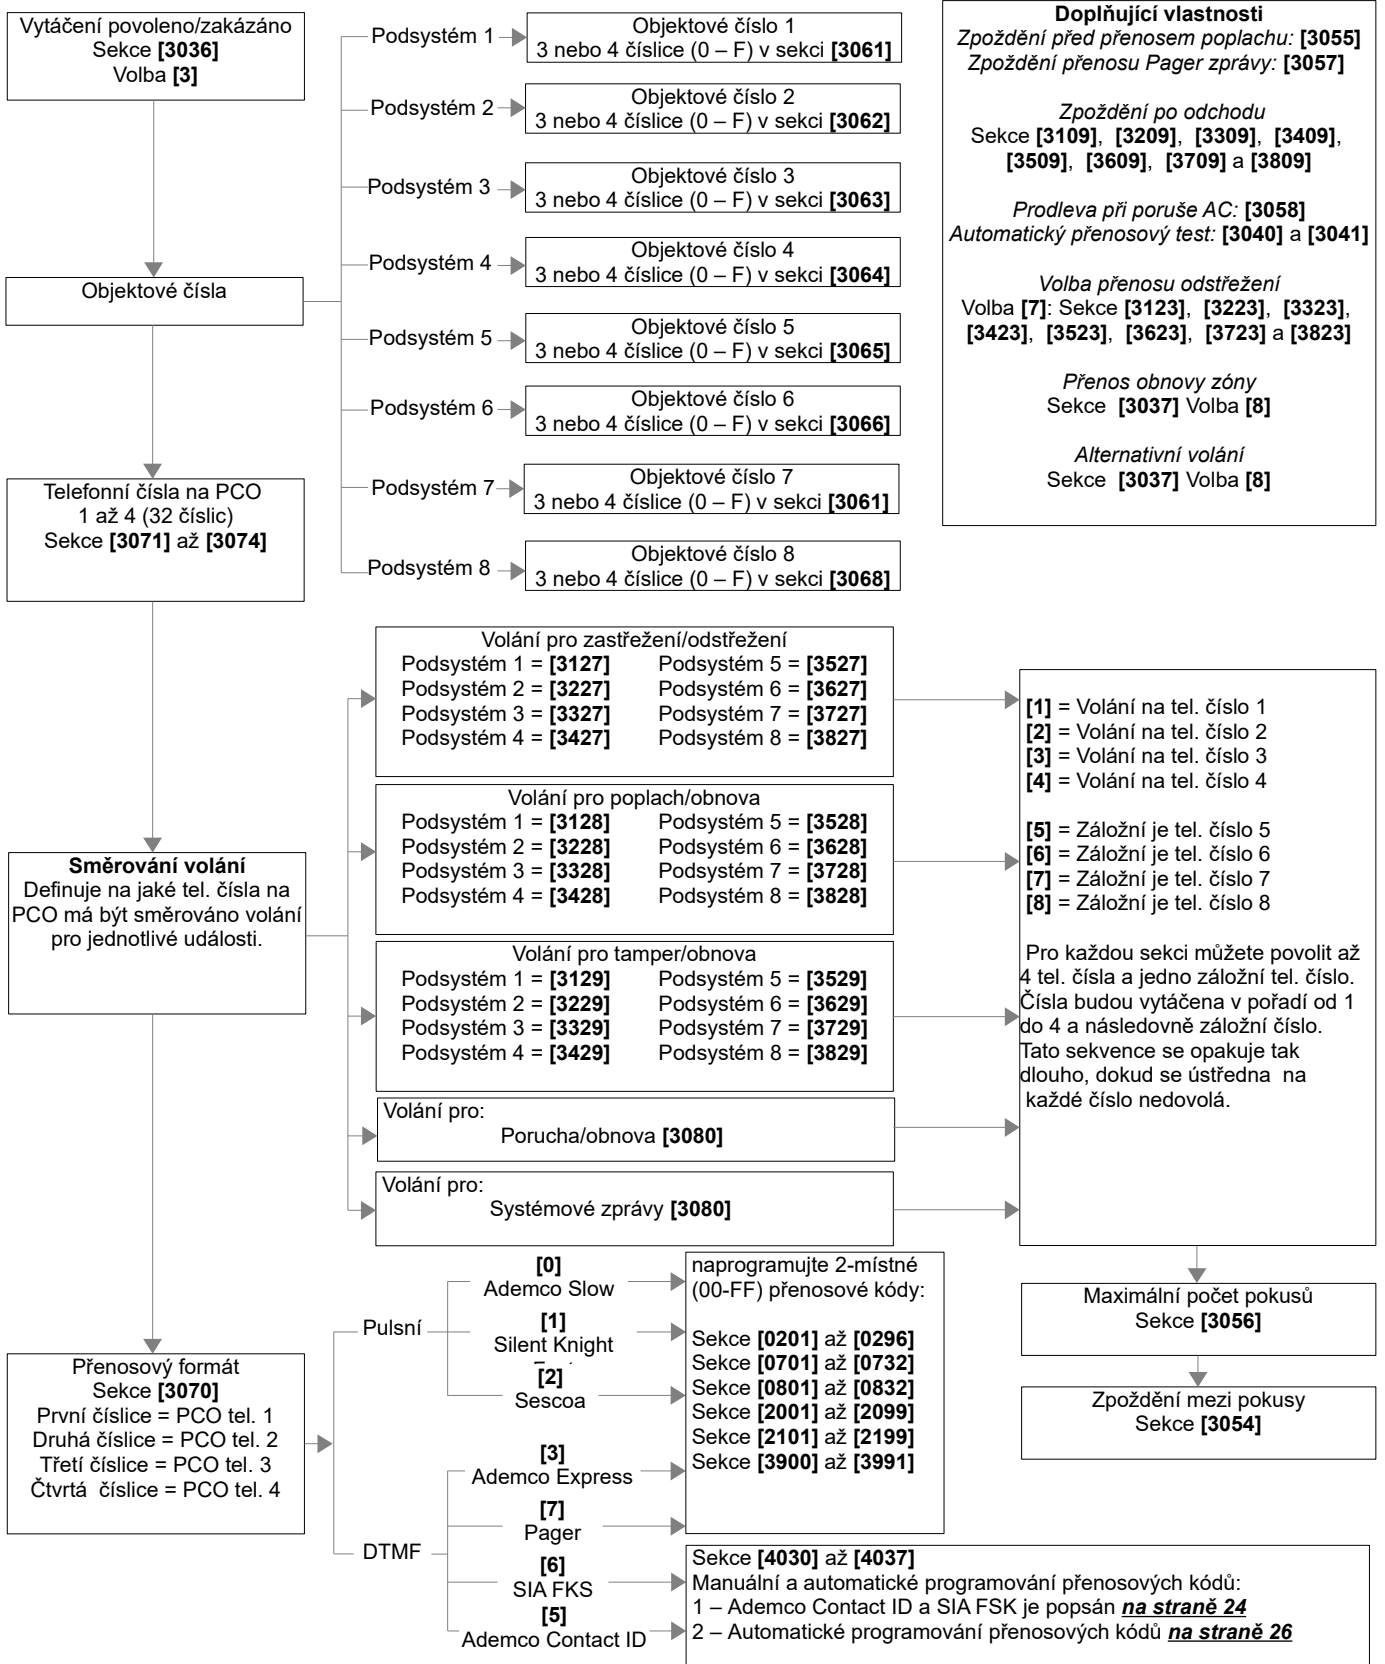 Vytáčení povoleno/zakázáno
Sekce [3036]
Volba [3]
Objektové čísla
Telefonní čísla na PCO
1 až 4 (32 číslic)
Sekce [3071] až [3074]
Směrování volání
Definuje na jaké tel. čísla na
PCO má být směrováno volání
pro jednotlivé události.
Přenosový formát
Sekce [3070]
První číslice = PCO tel. 1
Druhá číslice = PCO tel. 2
Třetí číslice = PCO tel. 3
Čtvrtá  číslice = PCO tel. 4
Podsystém 1
Objektové číslo 1
3 nebo 4 číslice (0 – F) v sekci [3061]
Podsystém 2
Objektové číslo 2
3 nebo 4 číslice (0 – F) v sekci [3062]
Podsystém 3
Objektové číslo 3
3 nebo 4 číslice (0 – F) v sekci [3063]
Podsystém 4
Objektové číslo 4
3 nebo 4 číslice (0 – F) v sekci [3064]
Podsystém 5
Objektové číslo 5
3 nebo 4 číslice (0 – F) v sekci [3065]
Podsystém 6
Objektové číslo 6
3 nebo 4 číslice (0 – F) v sekci [3066]
Podsystém 7
Objektové číslo 7
3 nebo 4 číslice (0 – F) v sekci [3061]
Podsystém 8
Objektové číslo 8
3 nebo 4 číslice (0 – F) v sekci [3068]
Doplňující vlastnosti
Zpoždění před přenosem poplachu: [3055]
Zpoždění přenosu Pager zprávy: [3057]
Zpoždění po odchodu
Sekce [3109],  [3209],  [3309],  [3409],
[3509],  [3609],  [3709] a [3809]
Prodleva při poruše AC: [3058]
Automatický přenosový test: [3040] a [3041]
Volba přenosu odstřežení
Volba [7]: Sekce [3123],  [3223],  [3323],
[3423],  [3523],  [3623],  [3723] a [3823]
Přenos obnovy zóny
Sekce  [3037] Volba [8]
Alternativní volání
Sekce  [3037] Volba [8]
Volání pro zastřežení/odstřežení
Podsystém 1 = [3127] Podsystém 5 = [3527]
Podsystém 2 = [3227] Podsystém 6 = [3627]
Podsystém 3 = [3327] Podsystém 7 = [3727]
Podsystém 4 = [3427] Podsystém 8 = [3827]
Volání pro poplach/obnova
Podsystém 1 = [3128] Podsystém 5 = [3528]
Podsystém 2 = [3228] Podsystém 6 = [3628]
Podsystém 3 = [3328] Podsystém 7 = [3728]
Podsystém 4 = [3428] Podsystém 8 = [3828]
Volání pro tamper/obnova
Podsystém 1 = [3129] Podsystém 5 = [3529]
Podsystém 2 = [3229] Podsystém 6 = [3629]
Podsystém 3 = [3329] Podsystém 7 = [3729]
Podsystém 4 = [3429] Podsystém 8 = [3829]
Volání pro:
Porucha/obnova [3080]
Volání pro:
Systémové zprávy [3080]
[1] = Volání na tel. číslo 1
[2] = Volání na tel. číslo 2
[3] = Volání na tel. číslo 3
[4] = Volání na tel. číslo 4
[5] = Záložní je tel. číslo 5
[6] = Záložní je tel. číslo 6
[7] = Záložní je tel. číslo 7
[8] = Záložní je tel. číslo 8
Pro každou sekci můžete povolit až
4 tel. čísla a jedno záložní tel. číslo.
Čísla budou vytáčena v pořadí od 1
do 4 a následovně záložní číslo.
Tato sekvence se opakuje tak
dlouho, dokud se ústředna  na
každé číslo nedovolá.
Maximální počet pokusů
Sekce [3056]
Zpoždění mezi pokusy
Sekce [3054]
Pulsní
[0]
Ademco Slow
[1]
Silent Knight
[2]
Sescoa
DTMF
[3]
Ademco Express
[7]
Pager
[6]
SIA FKS
[5]
Ademco Contact ID
naprogramujte 2-místné
(00-FF) přenosové kódy:
Sekce [0201] až [0296]
Sekce [0701] až [0732]
Sekce [0801] až [0832]
Sekce [2001] až [2099]
Sekce [2101] až [2199]
Sekce [3900] až [3991]
Sekce [4030] až [4037]
Manuální a automatické programování přenosových kódů:
1 – Ademco Contact ID a SIA FSK je popsán na straně 24
2 – Automatické programování přenosových kódů na straně 26